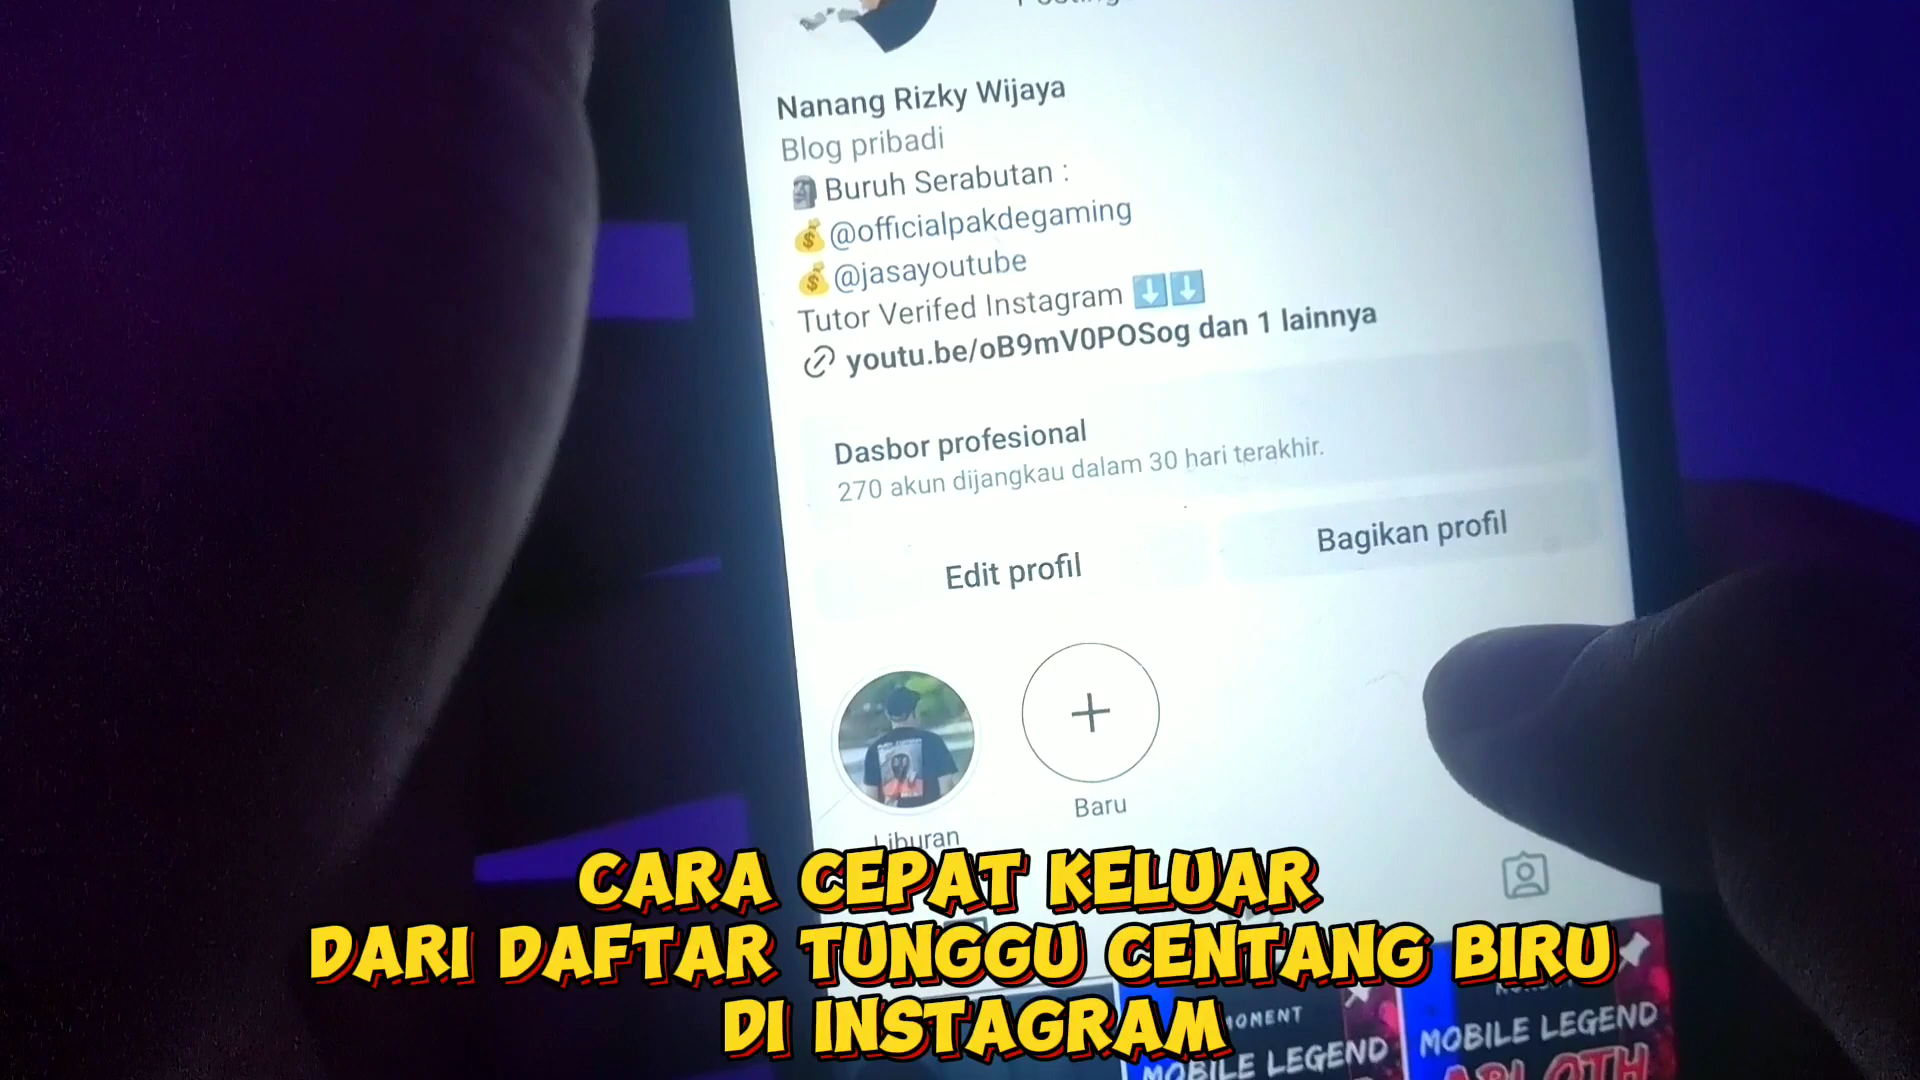 Nanang Rizky Wijaya
Blog pribadi
🗿 Buruh Serabutan :
💰@officialpakdegaming
💰@jasayoutube
Tutor Verifed Instagram ⬇️⬇️
youtu.be/oB9mV0POSog dan 1 lainnya
Dasbor profesional
270 akun dijangkau dalam 30 hari terakhir.
Edit profil
Bagikan profil
Baru
Liburan
CARA CEPAT KELUAR
DARI DAFTAR TUNGGU CENTANG BIRU
DI INSTAGRAM
MOBILE LEGEND
MOBILE LEGEND